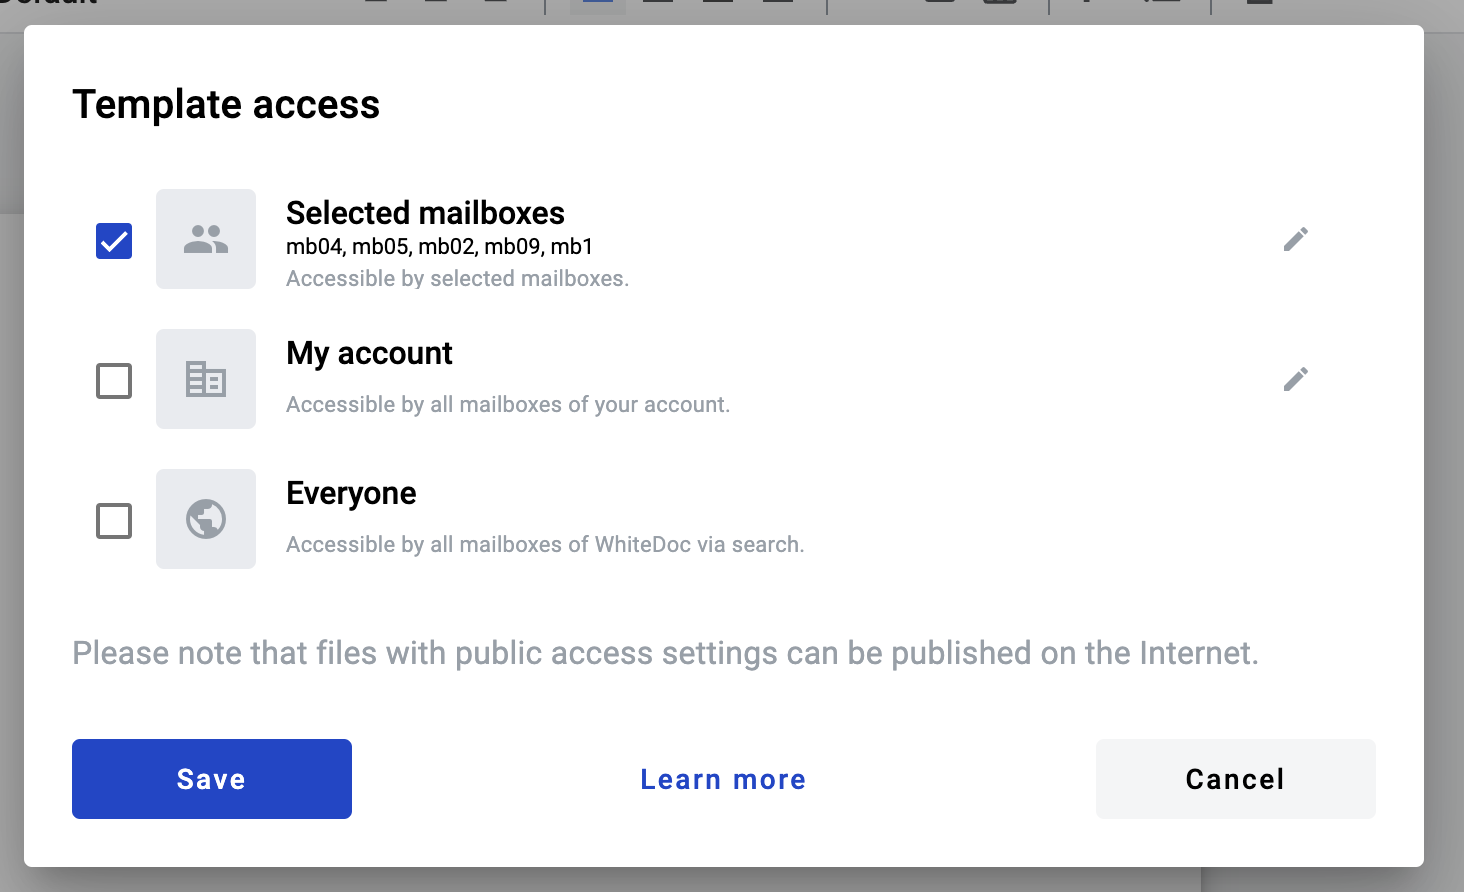 Default
Template access
Selected mailboxes
mb04, mb05, mb02, mb09, mb1
Accessible by selected mailboxes.
My account
Accessible by all mailboxes of your account.
Everyone
Accessible by all mailboxes of WhiteDoc via search.
Please note that files with public access settings can be published on the Internet.
Save
Learn more
Cancel